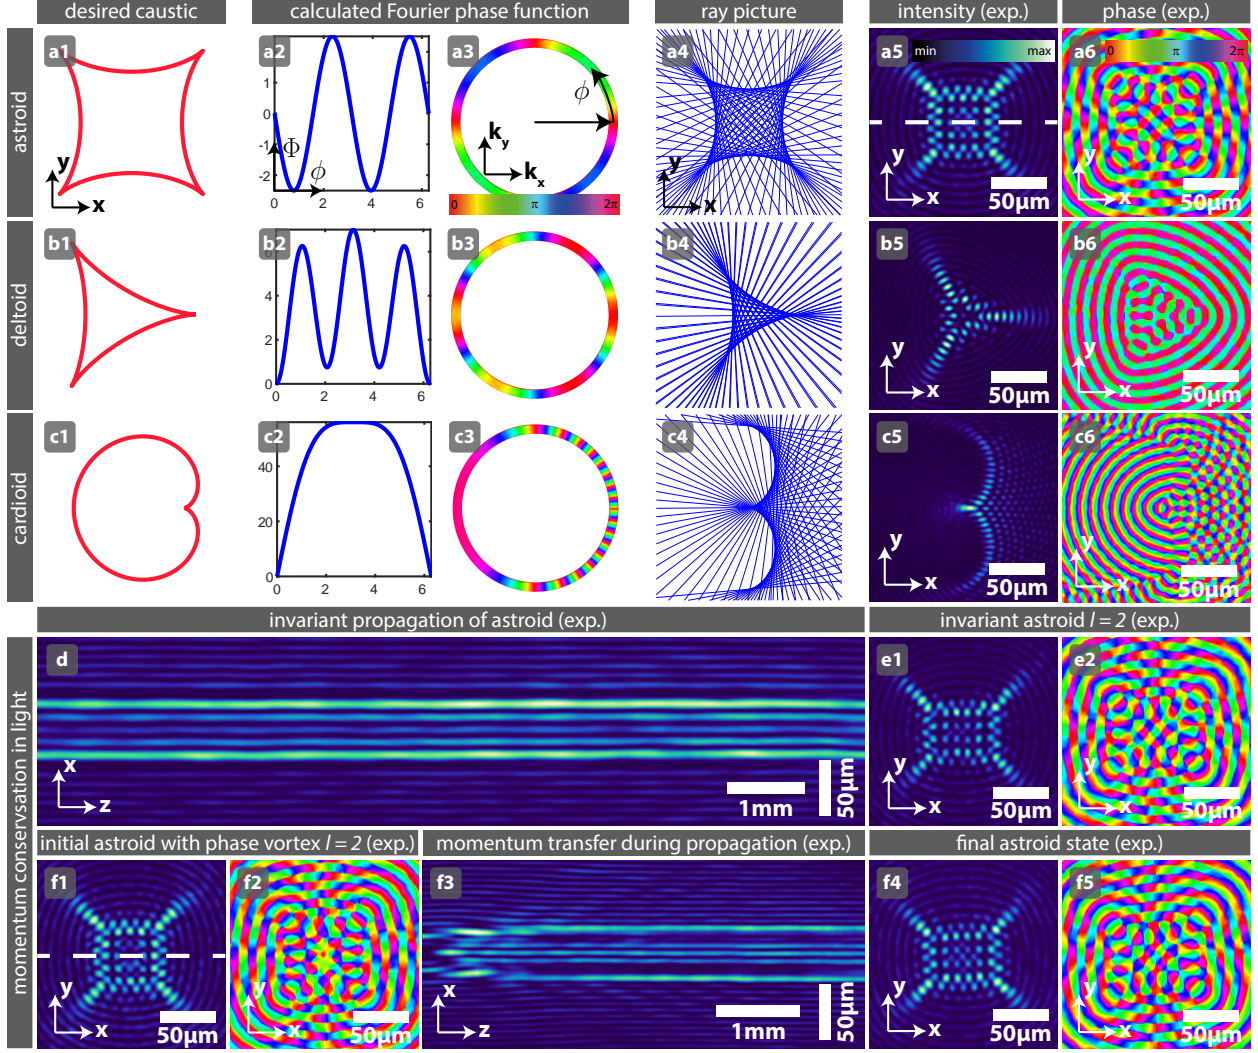 desired caustic calculated Fourier phase function ray picture intensity (exp.) phase (exp.)
astroid
a1 a2 a3 a4 a5 a6
min max
0 π 2π
1
0
-1
-2
Φ
ϕ
0 2 4 6
ϕ
k_y
k_x
0 π 2π
y
x
y
x
y
x
50μm
y
x
50μm
deltoid
b1 b2 b3 b4 b5 b6
4
2
0
0 2 4 6
y
x
50μm
y
x
50μm
cardioid
c1 c2 c3 c4 c5 c6
40
20
0
0 2 4 6
y
x
50μm
y
x
50μm
invariant propagation of astroid (exp.) invariant astroid l = 2 (exp.)
momentum conservsation in light
d e1 e2
x
z
1mm
50μm
y
x
50μm
y
x
50μm
initial astroid with phase vortex l = 2 (exp.) momentum transfer during propagation (exp.) final astroid state (exp.)
f1 f2 f3 f4 f5
y
x
50μm
y
x
50μm
x
z
1mm
50μm
y
x
50μm
y
x
50μm